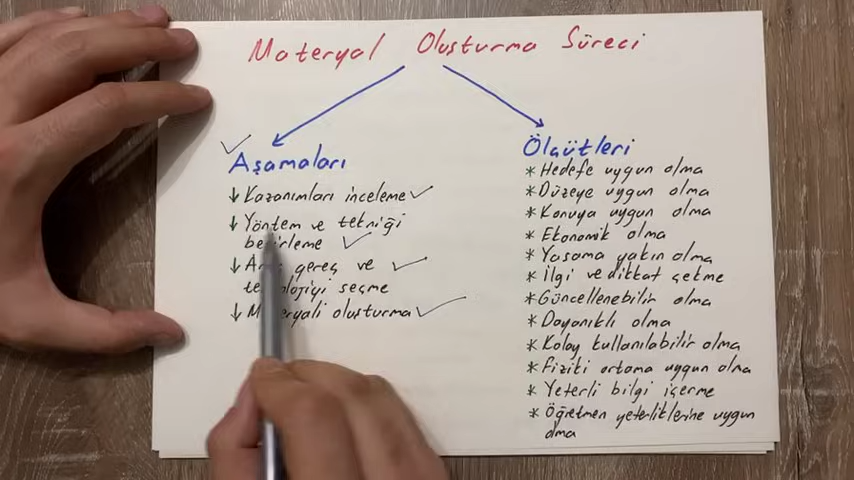 Materyal Oluşturma Süreci
Aşamaları
Kazanımları inceleme
Yöntem ve tekniği
belirleme
gereç ve
teknolojiyi seçme
Materyali oluşturma
Ölçütleri
* Hedefe uygun olma
* Düzeye uygun olma
* Konuya uygun olma
* Ekonomik olma
* Yaşama yakın olma
* İlgi ve dikkat çekme
* Güncellenebilir olma
* Dayanıklı olma
* Kolay kullanılabilir olma
* Fiziki ortama uygun olma
* Yeterli bilgi içerme
* Öğretmen yeterliklerine uygun
olma